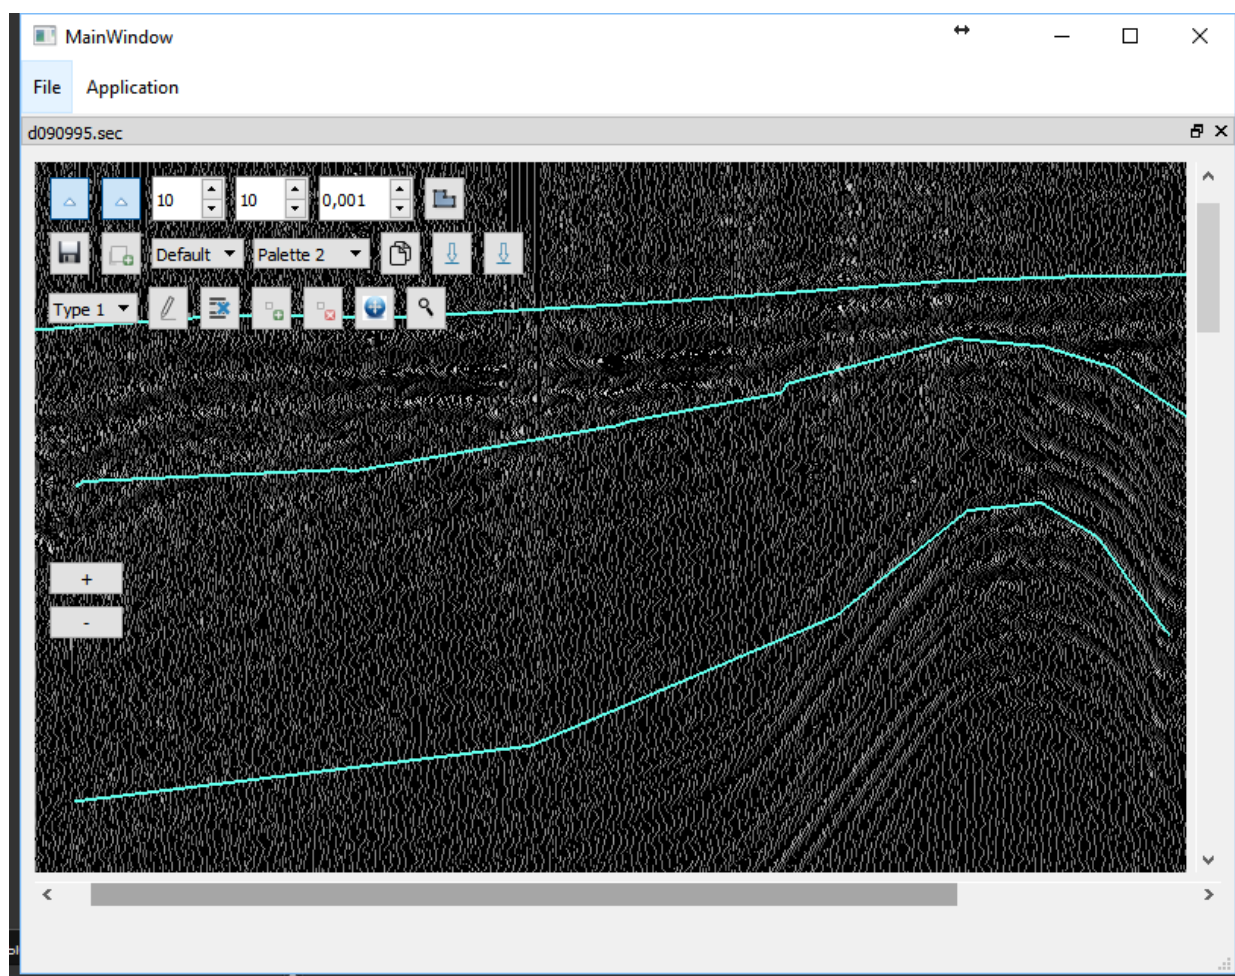 MainWindow
File Application
d090995.sec
10 10 0,001
Default Palette 2
Type 1
+
-